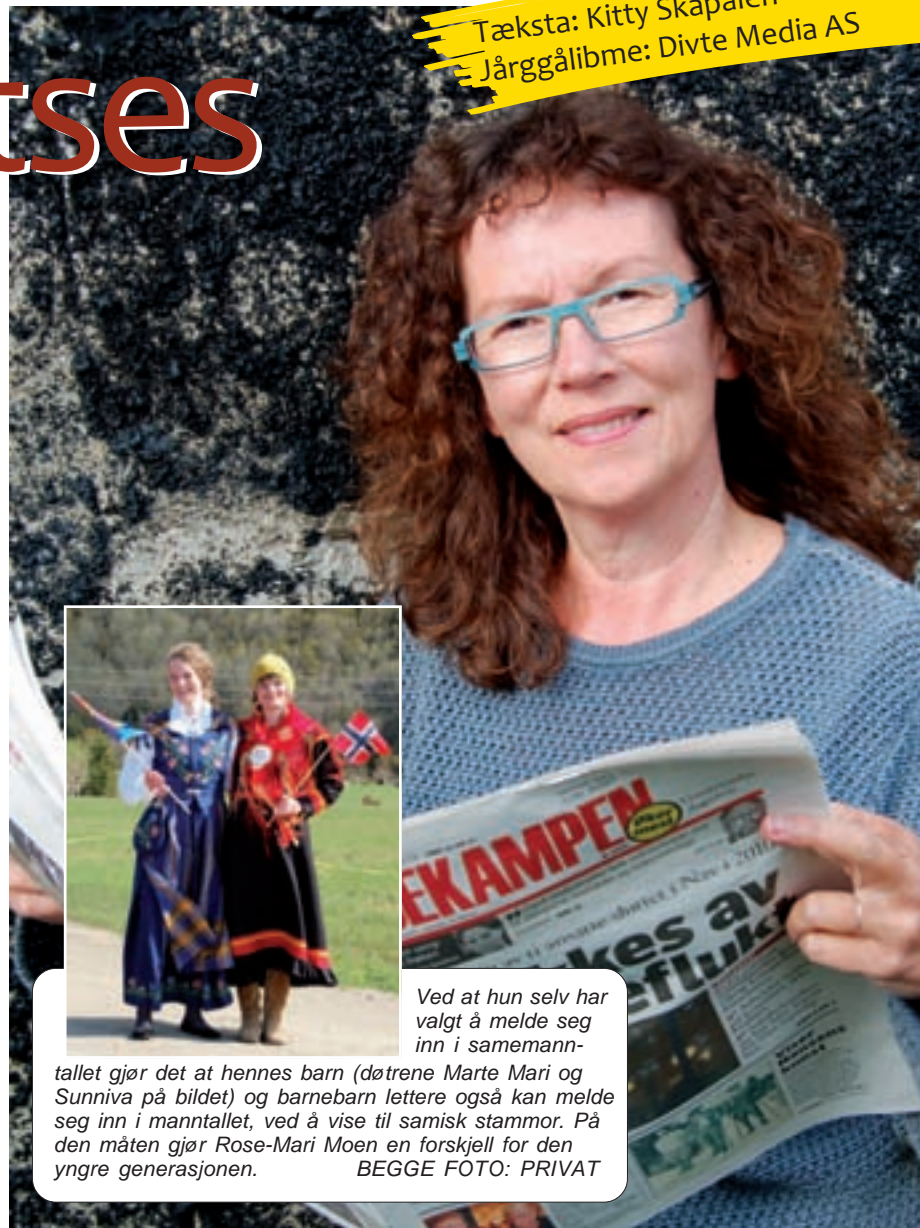 Tæksta: Kitty Skåpalen
Jårggålibme: Divte Media AS
tses
EKAMPEN
Øker
mest
kes av
efluk
Ved at hun selv har
valgt å melde seg
inn i samemann-
tallet gjør det at hennes barn (døtrene Marte Mari og
Sunniva på bildet) og barnebarn lettere også kan melde
seg inn i manntallet, ved å vise til samisk stammor. På
den måten gjør Rose-Mari Moen en forskjell for den
yngre generasjonen. BEGGE FOTO: PRIVAT